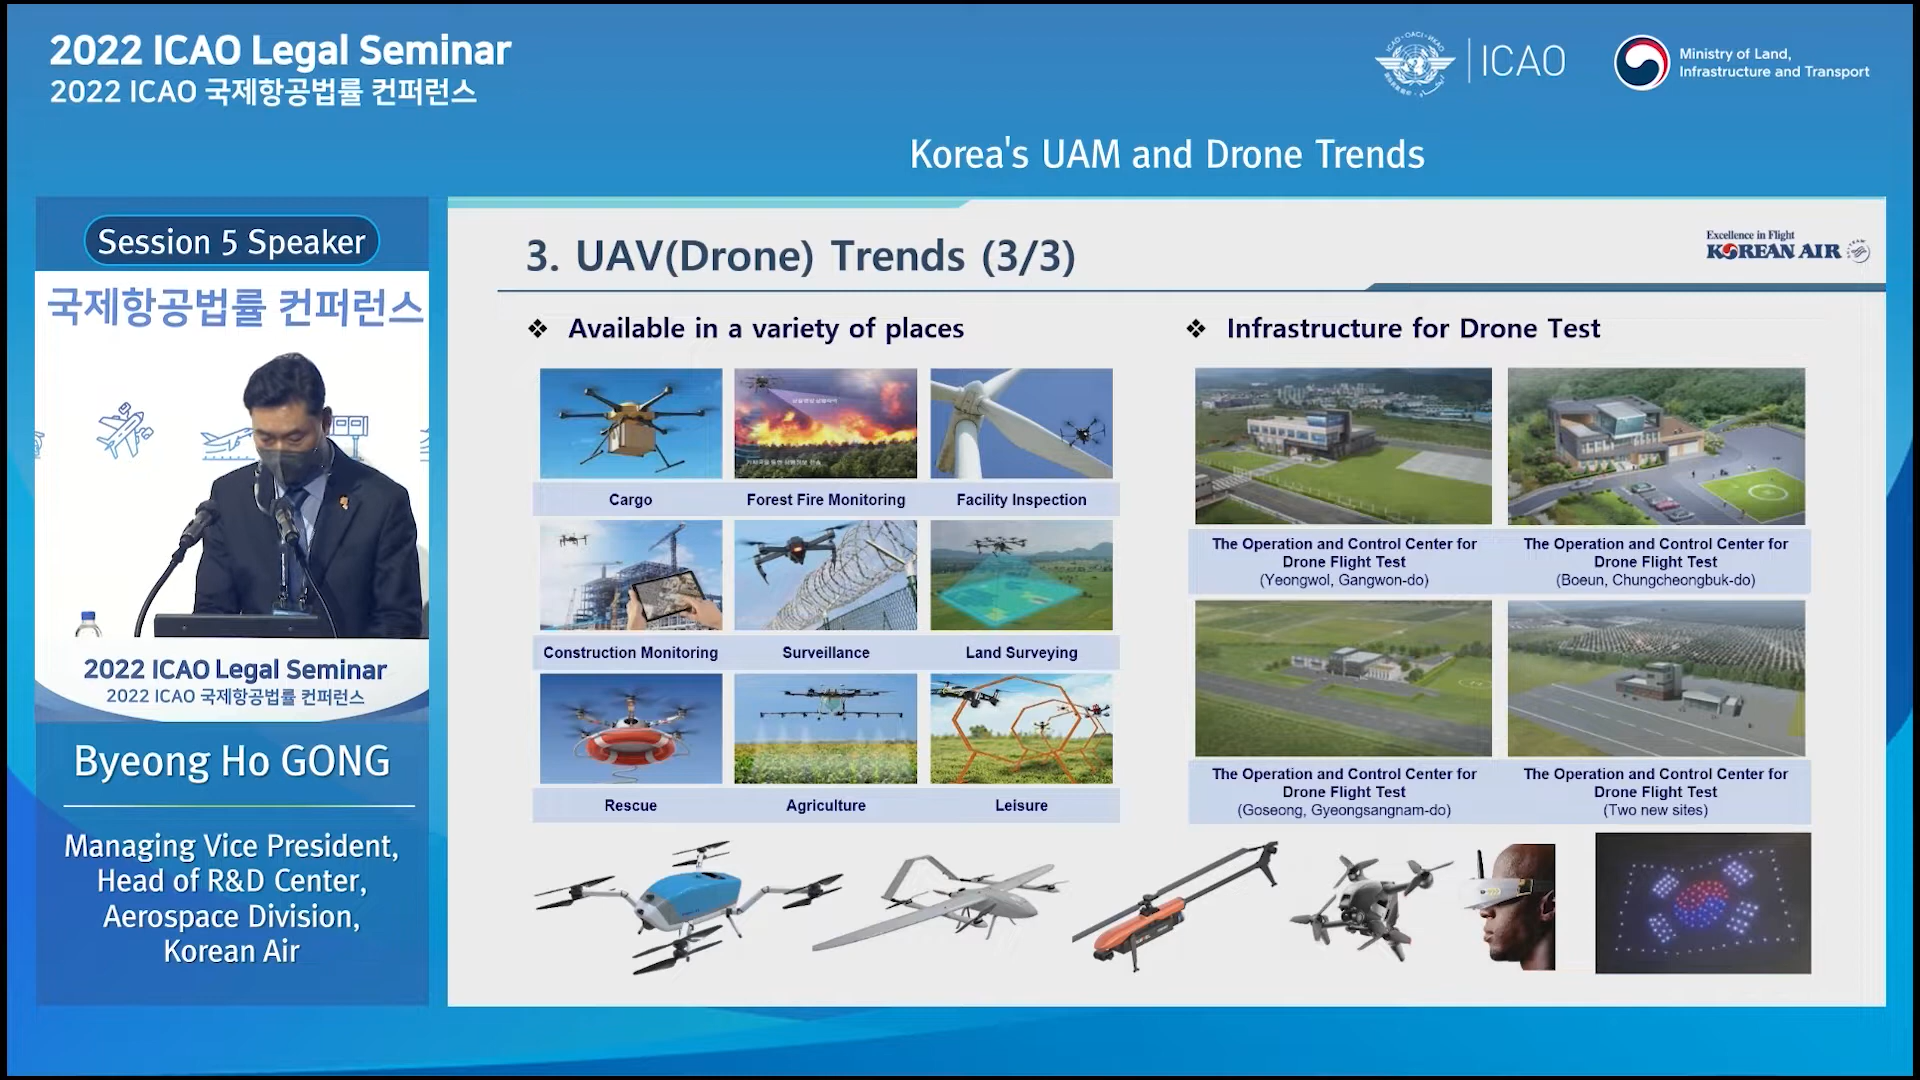 2022 ICAO Legal Seminar
2022 ICAO 국제항공법률 컨퍼런스
ICAO
Ministry of Land,
Infrastructure and Transport
Korea's UAM and Drone Trends
Session 5 Speaker
국제항공법률 컨퍼런스
2022 ICAO Legal Seminar
2022 ICAO 국제항공법률 컨퍼런스
Byeong Ho GONG
Managing Vice President,
Head of R&D Center,
Aerospace Division,
Korean Air
3. UAV(Drone) Trends (3/3)
Excellence in Flight
KOREAN AIR
❖ Available in a variety of places
Cargo
Forest Fire Monitoring
Facility Inspection
Construction Monitoring
Surveillance
Land Surveying
Rescue
Agriculture
Leisure
❖ Infrastructure for Drone Test
The Operation and Control Center for
Drone Flight Test
(Yeongwol, Gangwon-do)
The Operation and Control Center for
Drone Flight Test
(Boeun, Chungcheongbuk-do)
The Operation and Control Center for
Drone Flight Test
(Goseong, Gyeongsangnam-do)
The Operation and Control Center for
Drone Flight Test
(Two new sites)